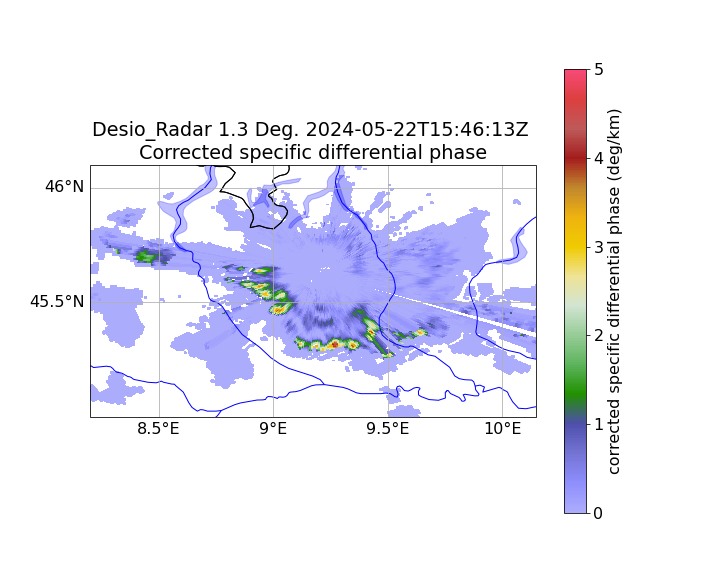 Desio_Radar 1.3 Deg. 2024-05-22T15:46:13Z
Corrected specific differential phase
46°N
45.5°N
8.5°E
9°E
9.5°E
10°E
5
4
3
2
1
0
corrected specific differential phase (deg/km)